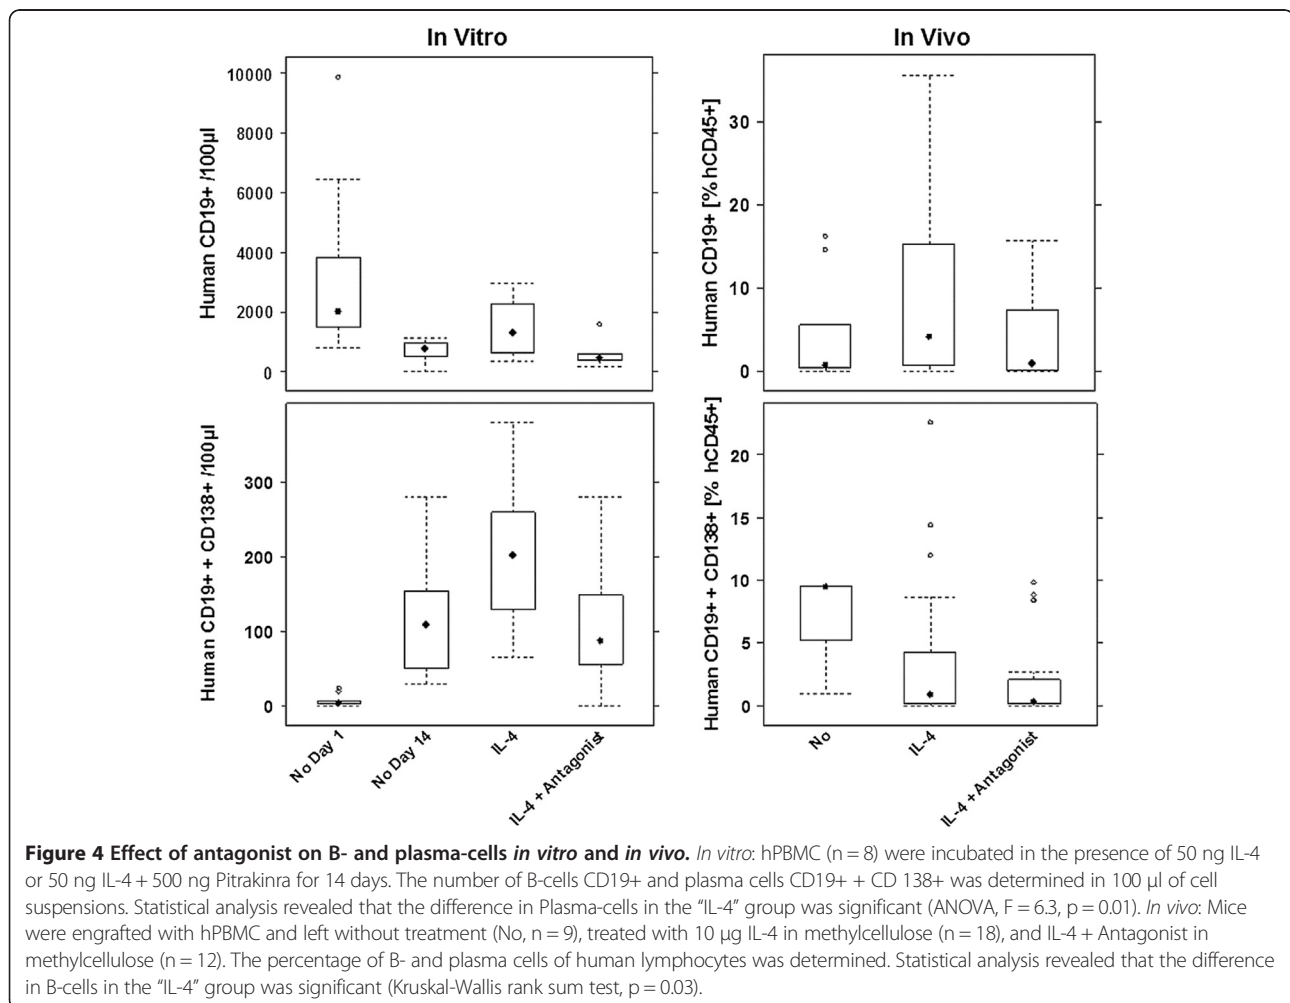 In Vitro
In Vivo
Human CD19+ /100µl
10000
8000
6000
4000
2000
0
Human CD19+ [% hCD45+]
30
20
10
0
Human CD19+ + CD138+ /100µl
300
200
100
0
Human CD19+ + CD138+ [% hCD45+]
20
15
10
5
0
No Day 1
No Day 14
IL-4
IL-4 + Antagonist
No
IL-4
IL-4 + Antagonist
Figure 4 Effect of antagonist on B- and plasma-cells in vitro and in vivo. In vitro: hPBMC (n = 8) were incubated in the presence of 50 ng IL-4
or 50 ng IL-4 + 500 ng Pitrakinra for 14 days. The number of B-cells CD19+ and plasma cells CD19+ + CD 138+ was determined in 100 µl of cell
suspensions. Statistical analysis revealed that the difference in Plasma-cells in the “IL-4” group was significant (ANOVA, F = 6.3, p = 0.01). In vivo: Mice
were engrafted with hPBMC and left without treatment (No, n = 9), treated with 10 µg IL-4 in methylcellulose (n = 18), and IL-4 + Antagonist in
methylcellulose (n = 12). The percentage of B- and plasma cells of human lymphocytes was determined. Statistical analysis revealed that the difference
in B-cells in the “IL-4” group was significant (Kruskal-Wallis rank sum test, p = 0.03).